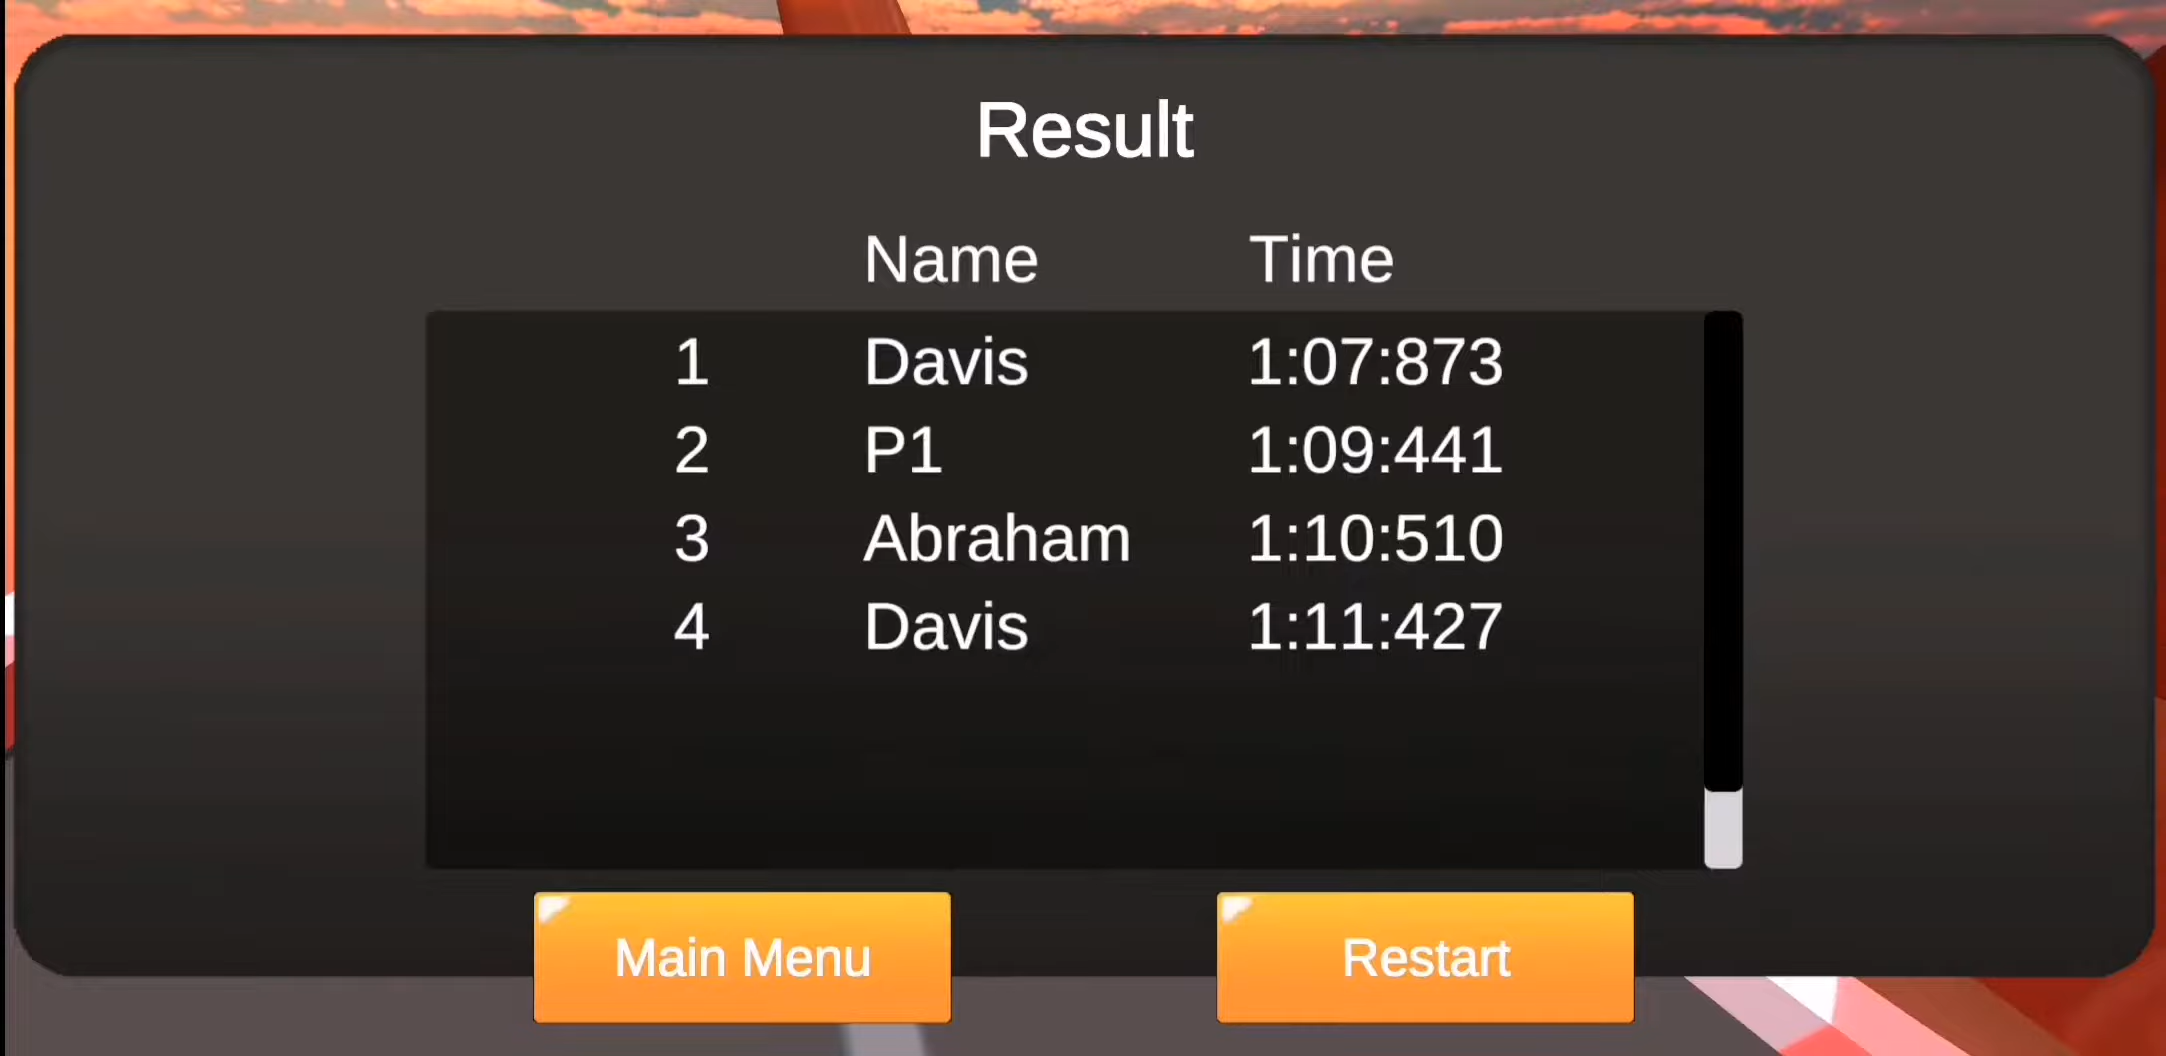 Result
Name Time
1 Davis 1:07:873
2 P1 1:09:441
3 Abraham 1:10:510
4 Davis 1:11:427
Main Menu Restart